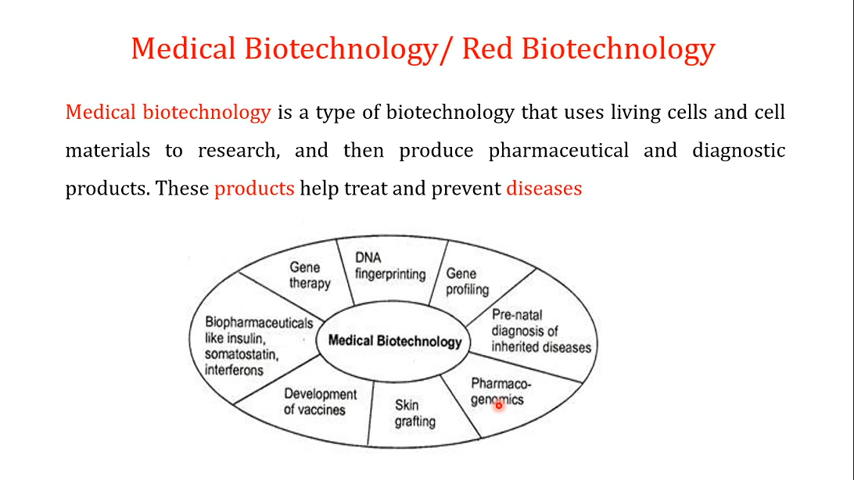 Medical Biotechnology/ Red Biotechnology
Medical biotechnology is a type of biotechnology that uses living cells and cell
materials to research, and then produce pharmaceutical and diagnostic
products. These products help treat and prevent diseases
DNA
fingerprinting
Gene
therapy
Gene
profiling
Pre-natal
diagnosis of
inherited diseases
Biopharmaceuticals
like insulin,
somatostatin,
interferons
Medical Biotechnology
Pharmaco-
genomics
Development
of vaccines
Skin
grafting